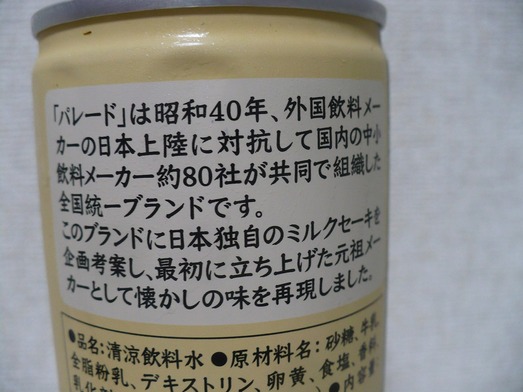 「パレード」は昭和40年、外国飲料メー
カーの日本上陸に対抗して国内の中小
飲料メーカー約80社が共同で組織した
全国統一ブランドです。
このブランドに日本独自のミルクセーキを
企画考案し、最初に立ち上げた元祖メー
カーとして懐かしの味を再現しました。
●品名:清涼飲料水 ●原材料名:砂糖、牛乳、
全脂粉乳、デキストリン、卵黄、食塩、香料、
乳化 ●内容量: